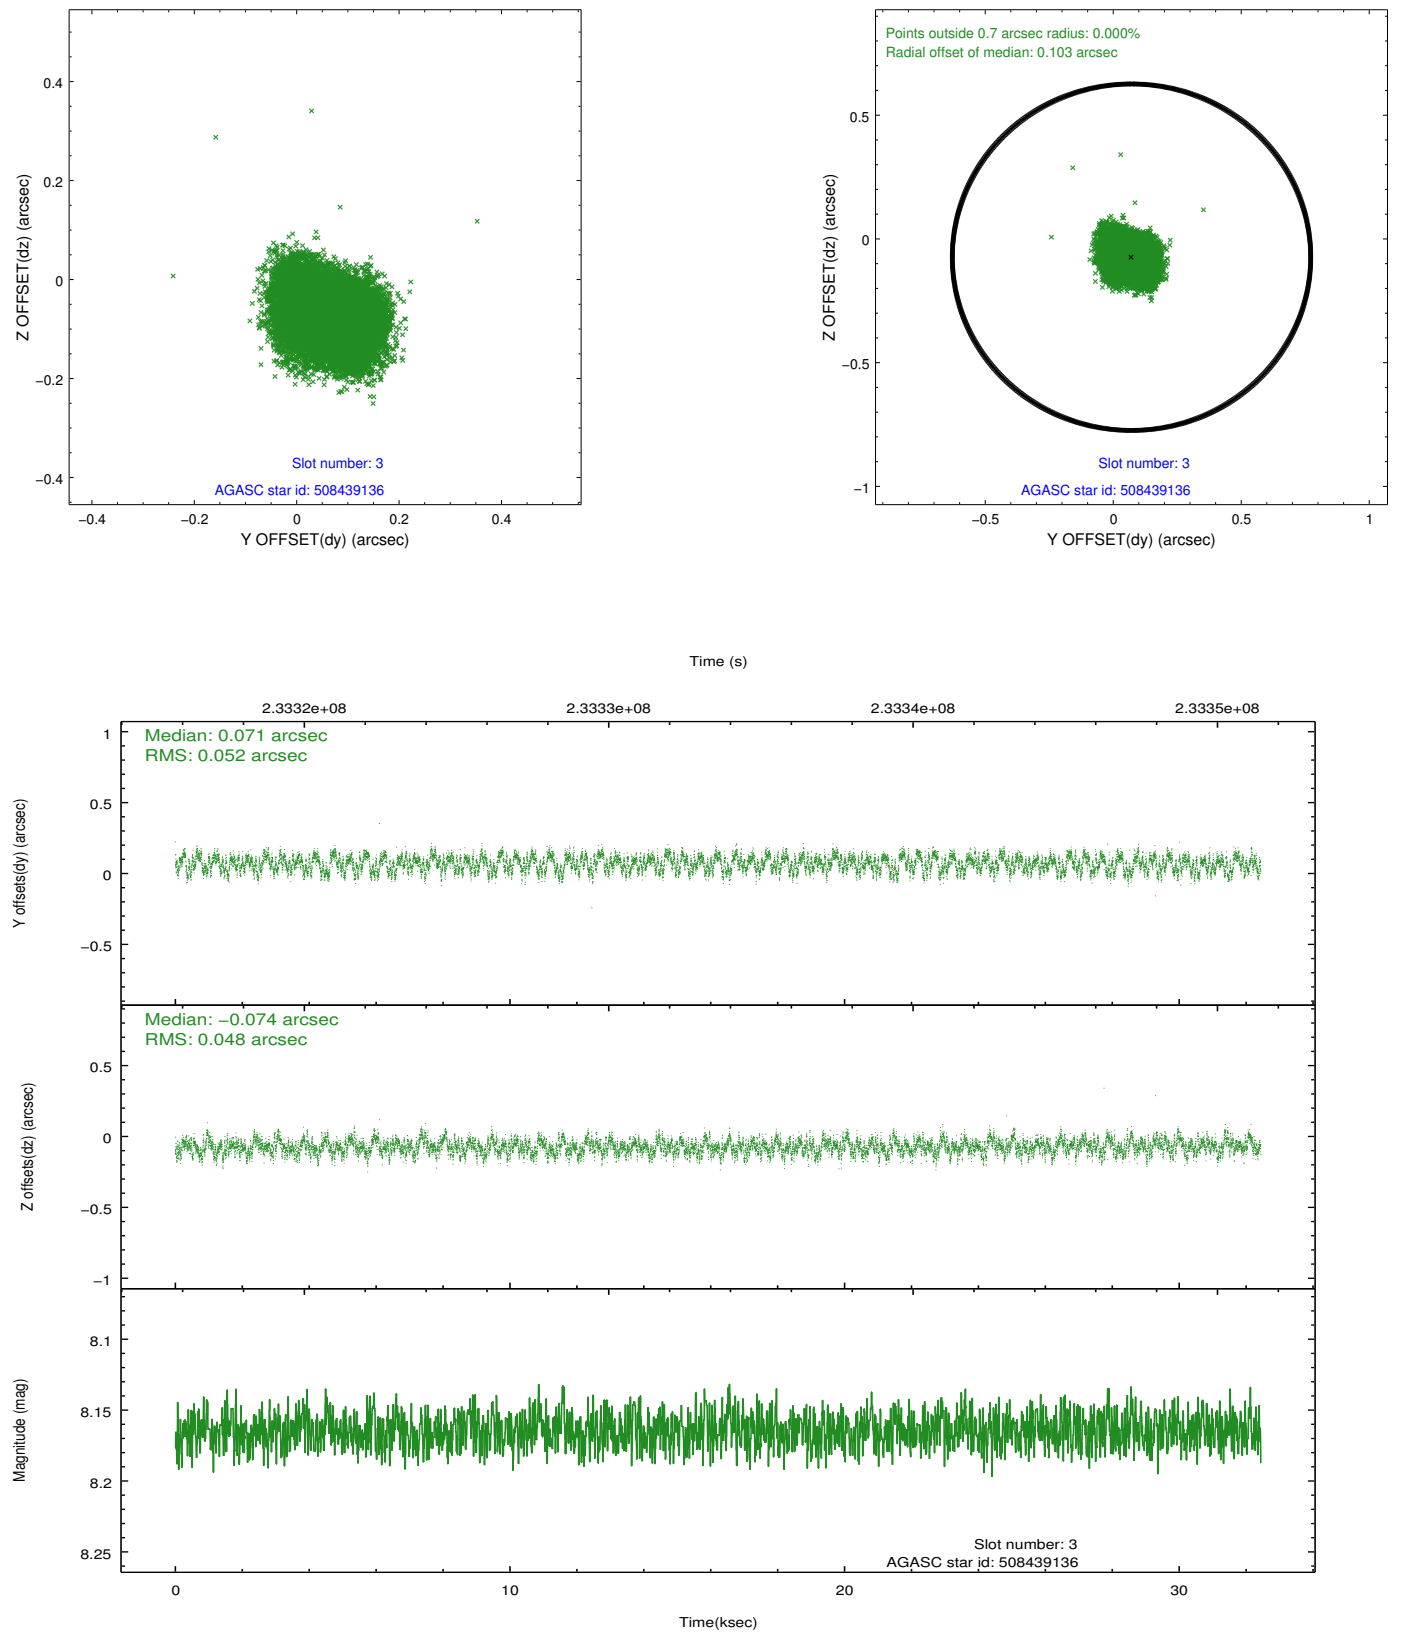 0.4
0.2
0
−0.2
−0.4
Z OFFSET(dz) (arcsec)
Slot number: 3
AGASC star id: 508439136
−0.4 −0.2 0 0.2 0.4
Y OFFSET(dy) (arcsec)
Points outside 0.7 arcsec radius: 0.000%
Radial offset of median: 0.103 arcsec
0.5
0
−0.5
−1
Z OFFSET(dz) (arcsec)
Slot number: 3
AGASC star id: 508439136
−0.5 0 0.5 1
Y OFFSET(dy) (arcsec)
Time (s)
2.3332e+08 2.3333e+08 2.3334e+08 2.3335e+08
Median: 0.071 arcsec
RMS: 0.052 arcsec
1
0.5
0
−0.5
Y offsets(dy) (arcsec)
Median: −0.074 arcsec
RMS: 0.048 arcsec
0.5
0
−0.5
−1
Z offsets(dz) (arcsec)
8.1
8.15
8.2
8.25
Magnitude (mag)
Slot number: 3
AGASC star id: 508439136
0 10 20 30
Time(ksec)